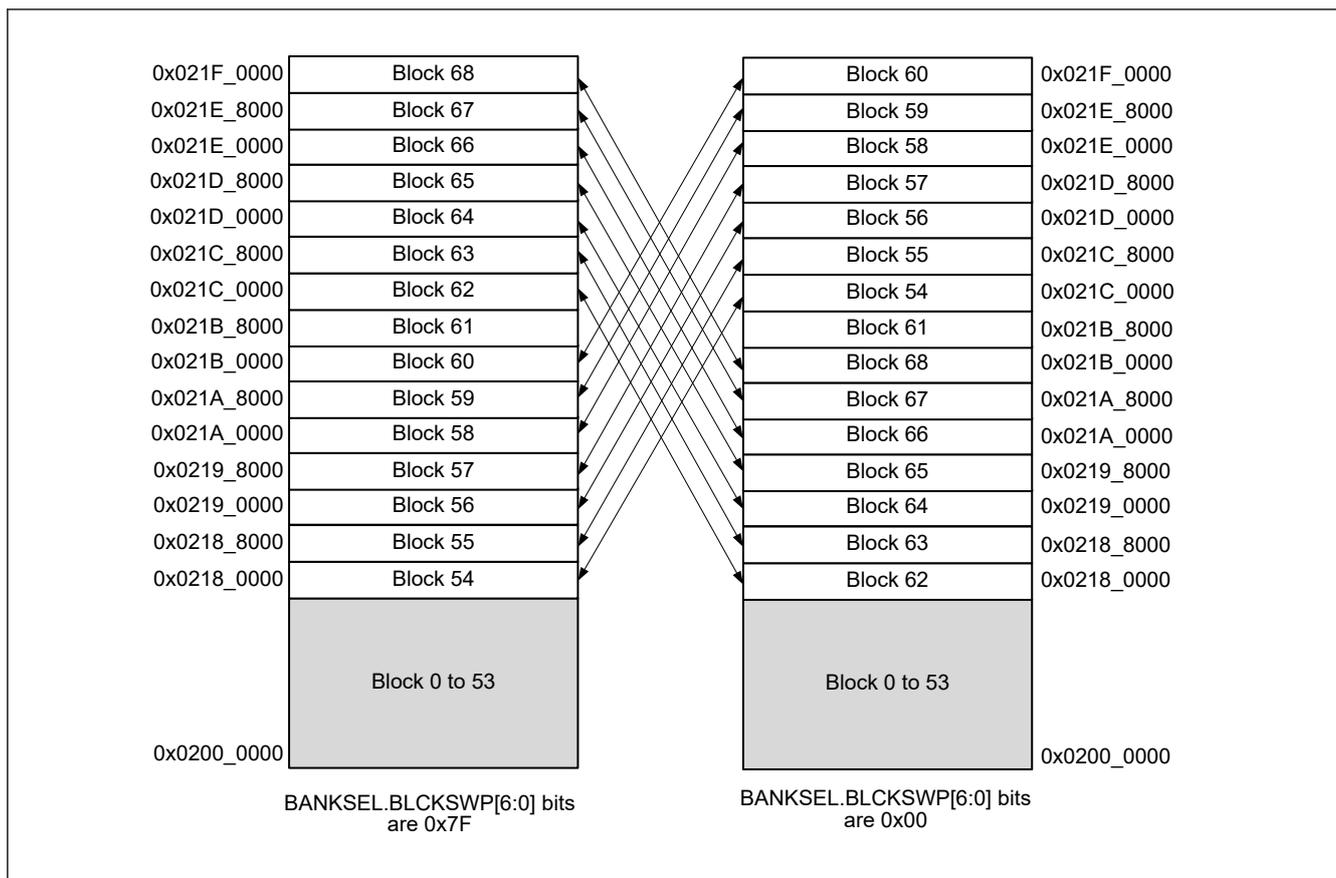 0x021F_0000 Block 68 Block 60 0x021F_0000
0x021E_8000 Block 67 Block 59 0x021E_8000
0x021E_0000 Block 66 Block 58 0x021E_0000
0x021D_8000 Block 65 Block 57 0x021D_8000
0x021D_0000 Block 64 Block 56 0x021D_0000
0x021C_8000 Block 63 Block 55 0x021C_8000
0x021C_0000 Block 62 Block 54 0x021C_0000
0x021B_8000 Block 61 Block 61 0x021B_8000
0x021B_0000 Block 60 Block 68 0x021B_0000
0x021A_8000 Block 59 Block 67 0x021A_8000
0x021A_0000 Block 58 Block 66 0x021A_0000
0x0219_8000 Block 57 Block 65 0x0219_8000
0x0219_0000 Block 56 Block 64 0x0219_0000
0x0218_8000 Block 55 Block 63 0x0218_8000
0x0218_0000 Block 54 Block 62 0x0218_0000
Block 0 to 53 Block 0 to 53
0x0200_0000 0x0200_0000
BANKSEL.BLCKSWP[6:0] bits
are 0x7F
BANKSEL.BLCKSWP[6:0] bits
are 0x00